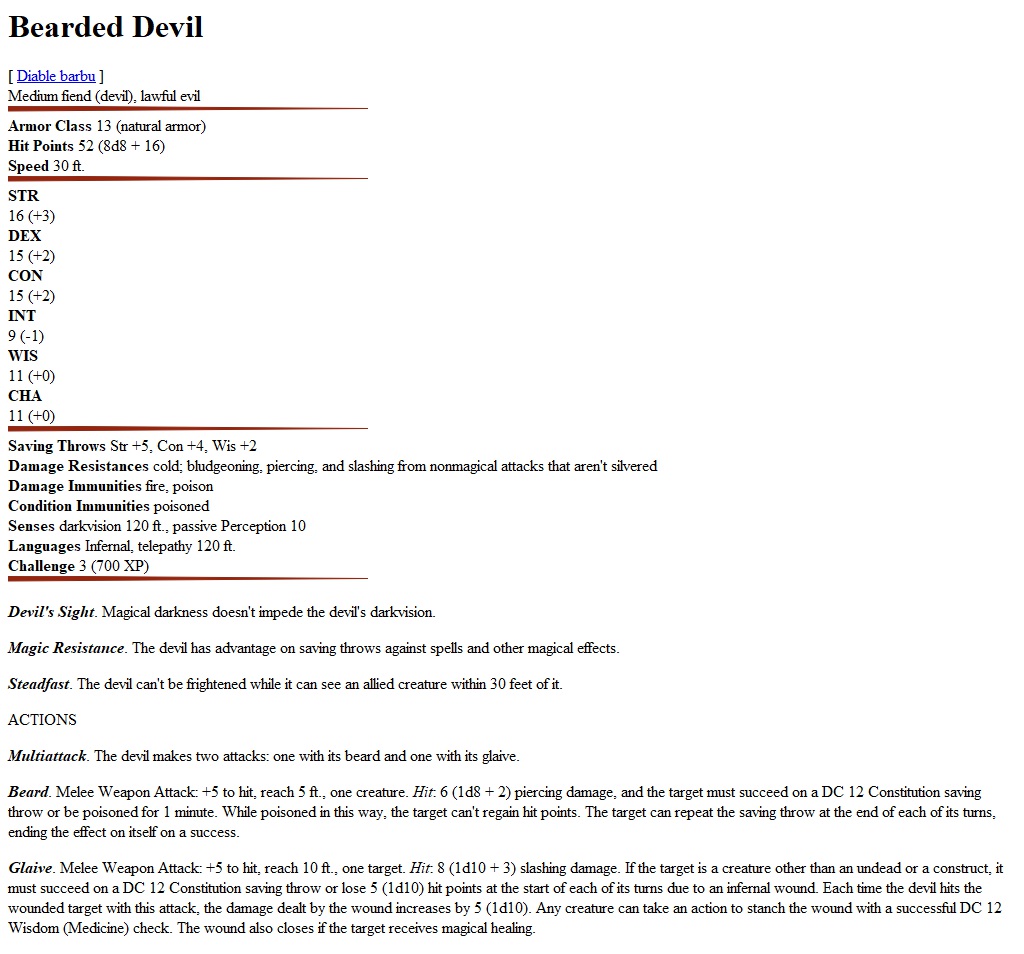 Bearded Devil
[ Diable barbu ]
Medium fiend (devil), lawful evil
Armor Class 13 (natural armor)
Hit Points 52 (8d8 + 16)
Speed 30 ft.
STR
16 (+3)
DEX
15 (+2)
CON
15 (+2)
INT
9 (-1)
WIS
11 (+0)
CHA
11 (+0)
Saving Throws Str +5, Con +4, Wis +2
Damage Resistances cold; bludgeoning, piercing, and slashing from nonmagical attacks that aren't silvered
Damage Immunities fire, poison
Condition Immunities poisoned
Senses darkvision 120 ft., passive Perception 10
Languages Infernal, telepathy 120 ft.
Challenge 3 (700 XP)
Devil's Sight. Magical darkness doesn't impede the devil's darkvision.
Magic Resistance. The devil has advantage on saving throws against spells and other magical effects.
Steadfast. The devil can't be frightened while it can see an allied creature within 30 feet of it.
ACTIONS
Multiattack. The devil makes two attacks: one with its beard and one with its glaive.
Beard. Melee Weapon Attack: +5 to hit, reach 5 ft., one creature. Hit: 6 (1d8 + 2) piercing damage, and the target must succeed on a DC 12 Constitution saving
throw or be poisoned for 1 minute. While poisoned in this way, the target can't regain hit points. The target can repeat the saving throw at the end of each of its turns,
ending the effect on itself on a success.
Glaive. Melee Weapon Attack: +5 to hit, reach 10 ft., one target. Hit: 8 (1d10 + 3) slashing damage. If the target is a creature other than an undead or a construct, it
must succeed on a DC 12 Constitution saving throw or lose 5 (1d10) hit points at the start of each of its turns due to an infernal wound. Each time the devil hits the
wounded target with this attack, the damage dealt by the wound increases by 5 (1d10). Any creature can take an action to stanch the wound with a successful DC 12
Wisdom (Medicine) check. The wound also closes if the target receives magical healing.